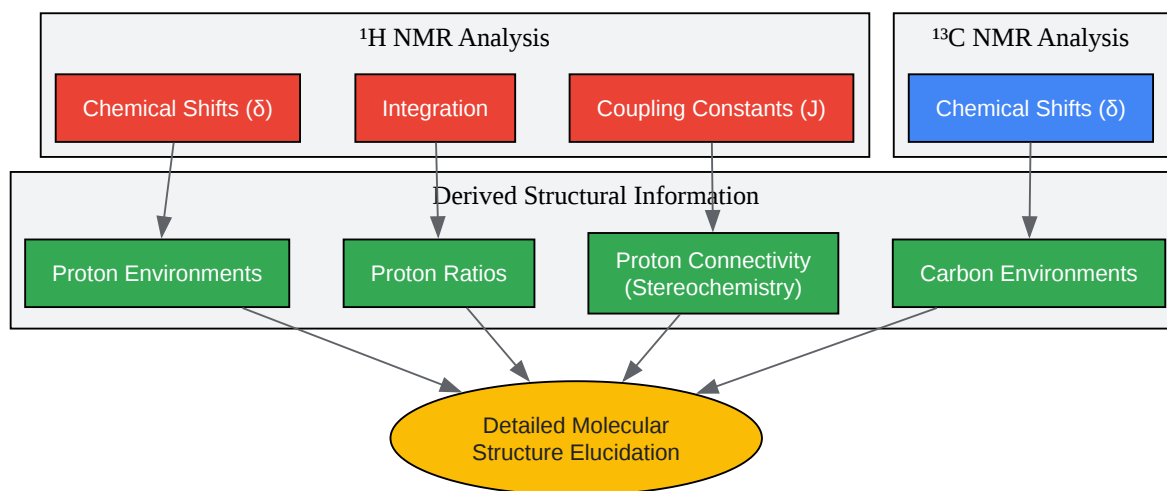 ¹H NMR Analysis
¹³C NMR Analysis
Chemical Shifts (δ)
Integration
Coupling Constants (J)
Chemical Shifts (δ)
Derived Structural Information
Proton Environments
Proton Ratios
Proton Connectivity
(Stereochemistry)
Carbon Environments
Detailed Molecular
Structure Elucidation